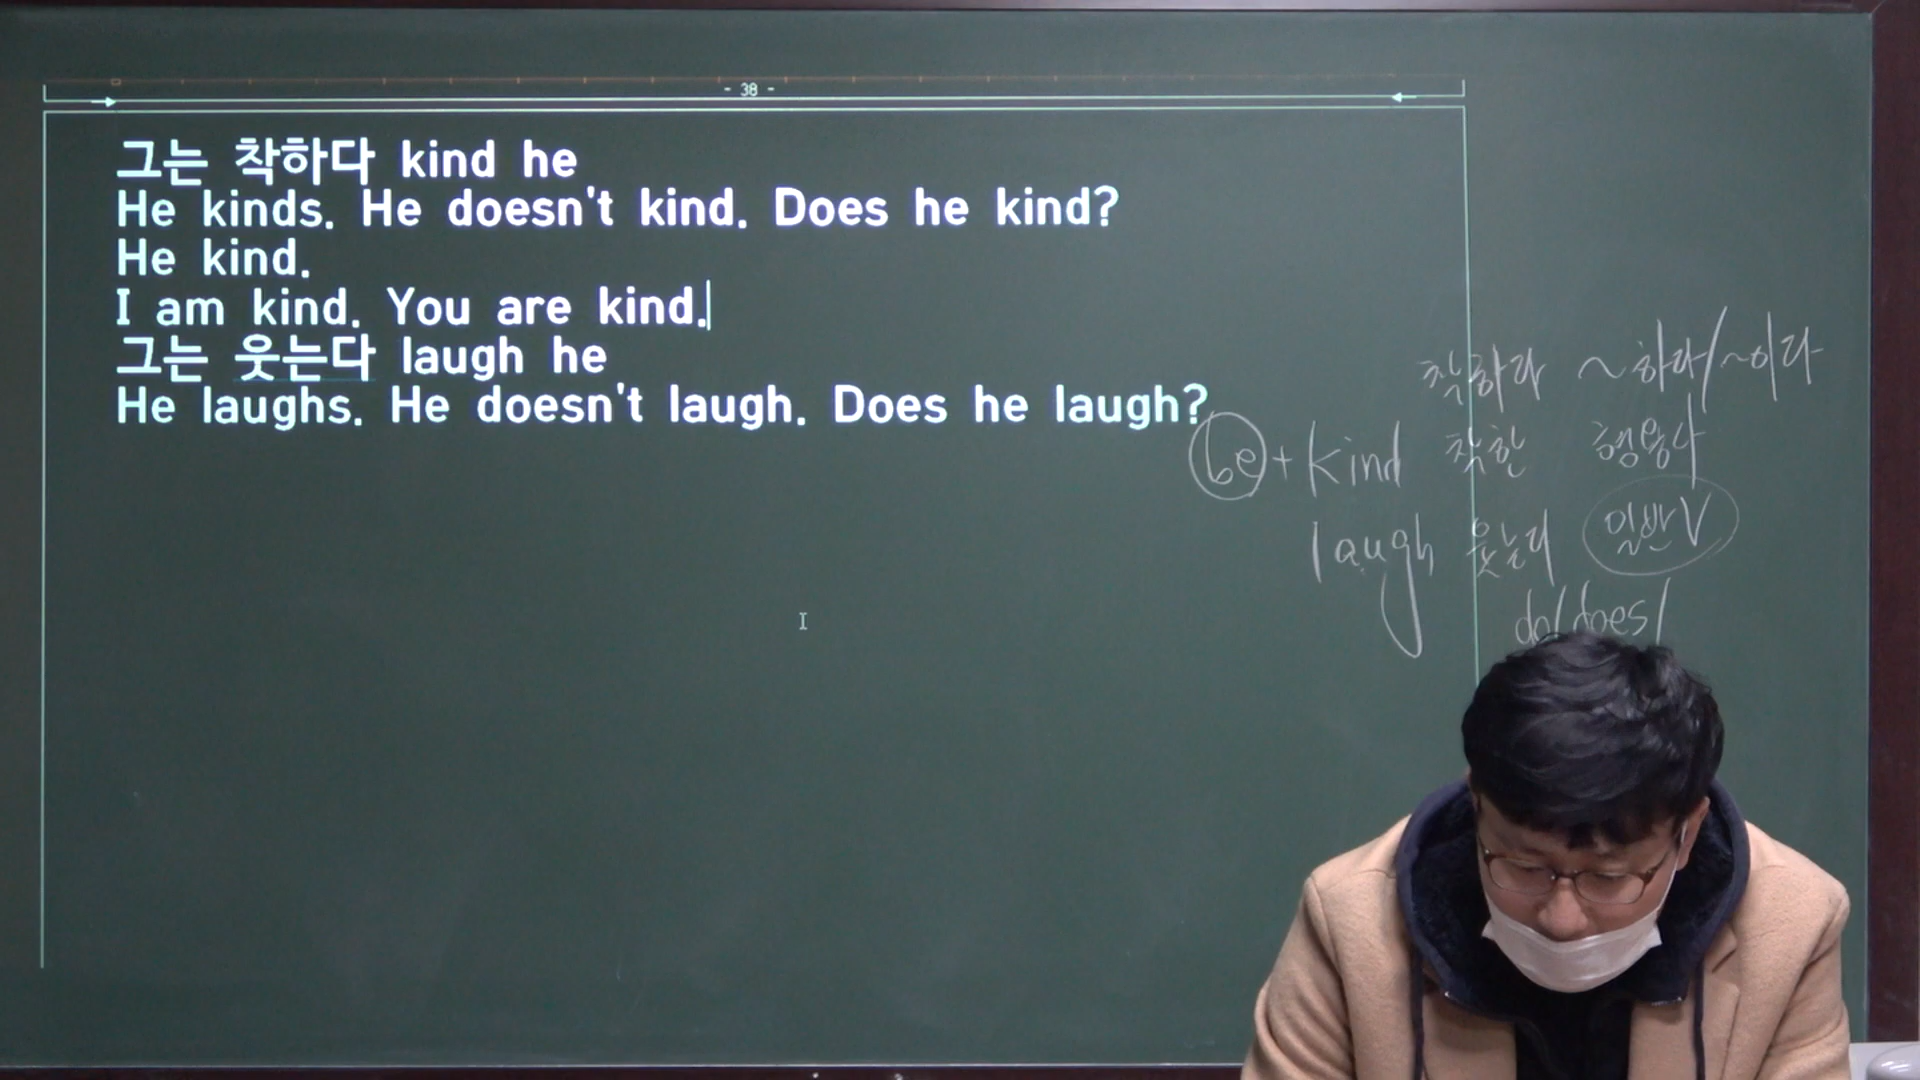 - 38 -
그는 착하다 kind he
He kinds. He doesn't kind. Does he kind?
He kind.
I am kind. You are kind.
그는 웃는다 laugh he
He laughs. He doesn't laugh. Does he laugh?
착하다 ~하다/~이다
be + kind 착한 형용사
laugh 웃는다 일반V
do/does/